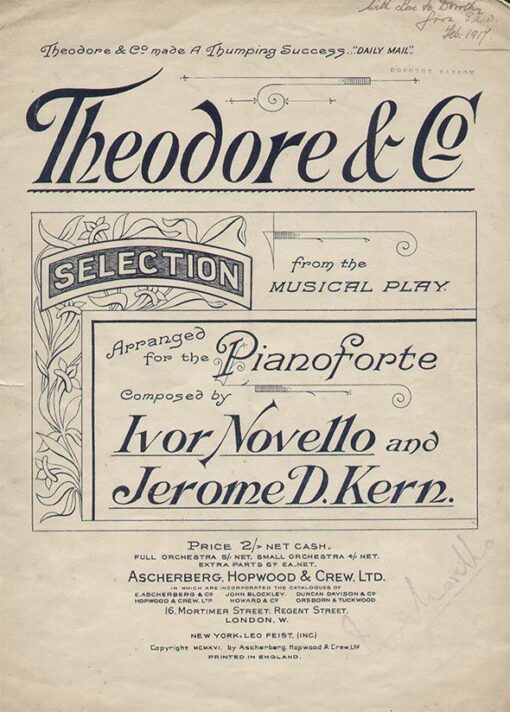 with Love to Dorothy
from
Feb. 1917.
Theodore & Co made A Thumping Success. "DAILY MAIL"
DOROTHY RANSOM
Theodore & Co
SELECTION
from the
MUSICAL PLAY.
Arranged
for the Pianoforte
Composed by
Ivor Novello and
Jerome D. Kern.
PRICE 2/- NET CASH.
FULL ORCHESTRA 5/- NET. SMALL ORCHESTRA 4/- NET.
EXTRA PARTS 6D EA. NET.
ASCHERBERG, HOPWOOD & CREW, LTD.
IN WHICH ARE INCORPORATED THE CATALOGUES OF
E. ASCHERBERG & CO JOHN BLOCKLEY. DUNCAN DAVISON & CO
HOPWOOD & CREW, LTD HOWARD & CO ORSBORN & TUCKWOOD
16, MORTIMER STREET, REGENT STREET.
LONDON, W.
NEW YORK: LEO FEIST, (INC)
Copyright MCMXVI. by Ascherberg, Hopwood & Crew, Ltd
PRINTED IN ENGLAND.